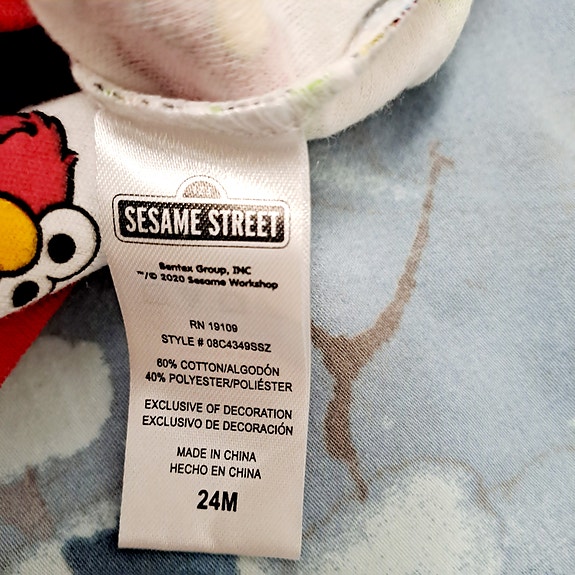 SESAME STREET
Bentex Group, INC
™/© 2020 Sesame Workshop
RN 19109
STYLE # 08C4349SSZ
60% COTTON/ALGODÓN
40% POLYESTER/POLIÉSTER
EXCLUSIVE OF DECORATION
EXCLUSIVO DE DECORACIÓN
MADE IN CHINA
HECHO EN CHINA
24M